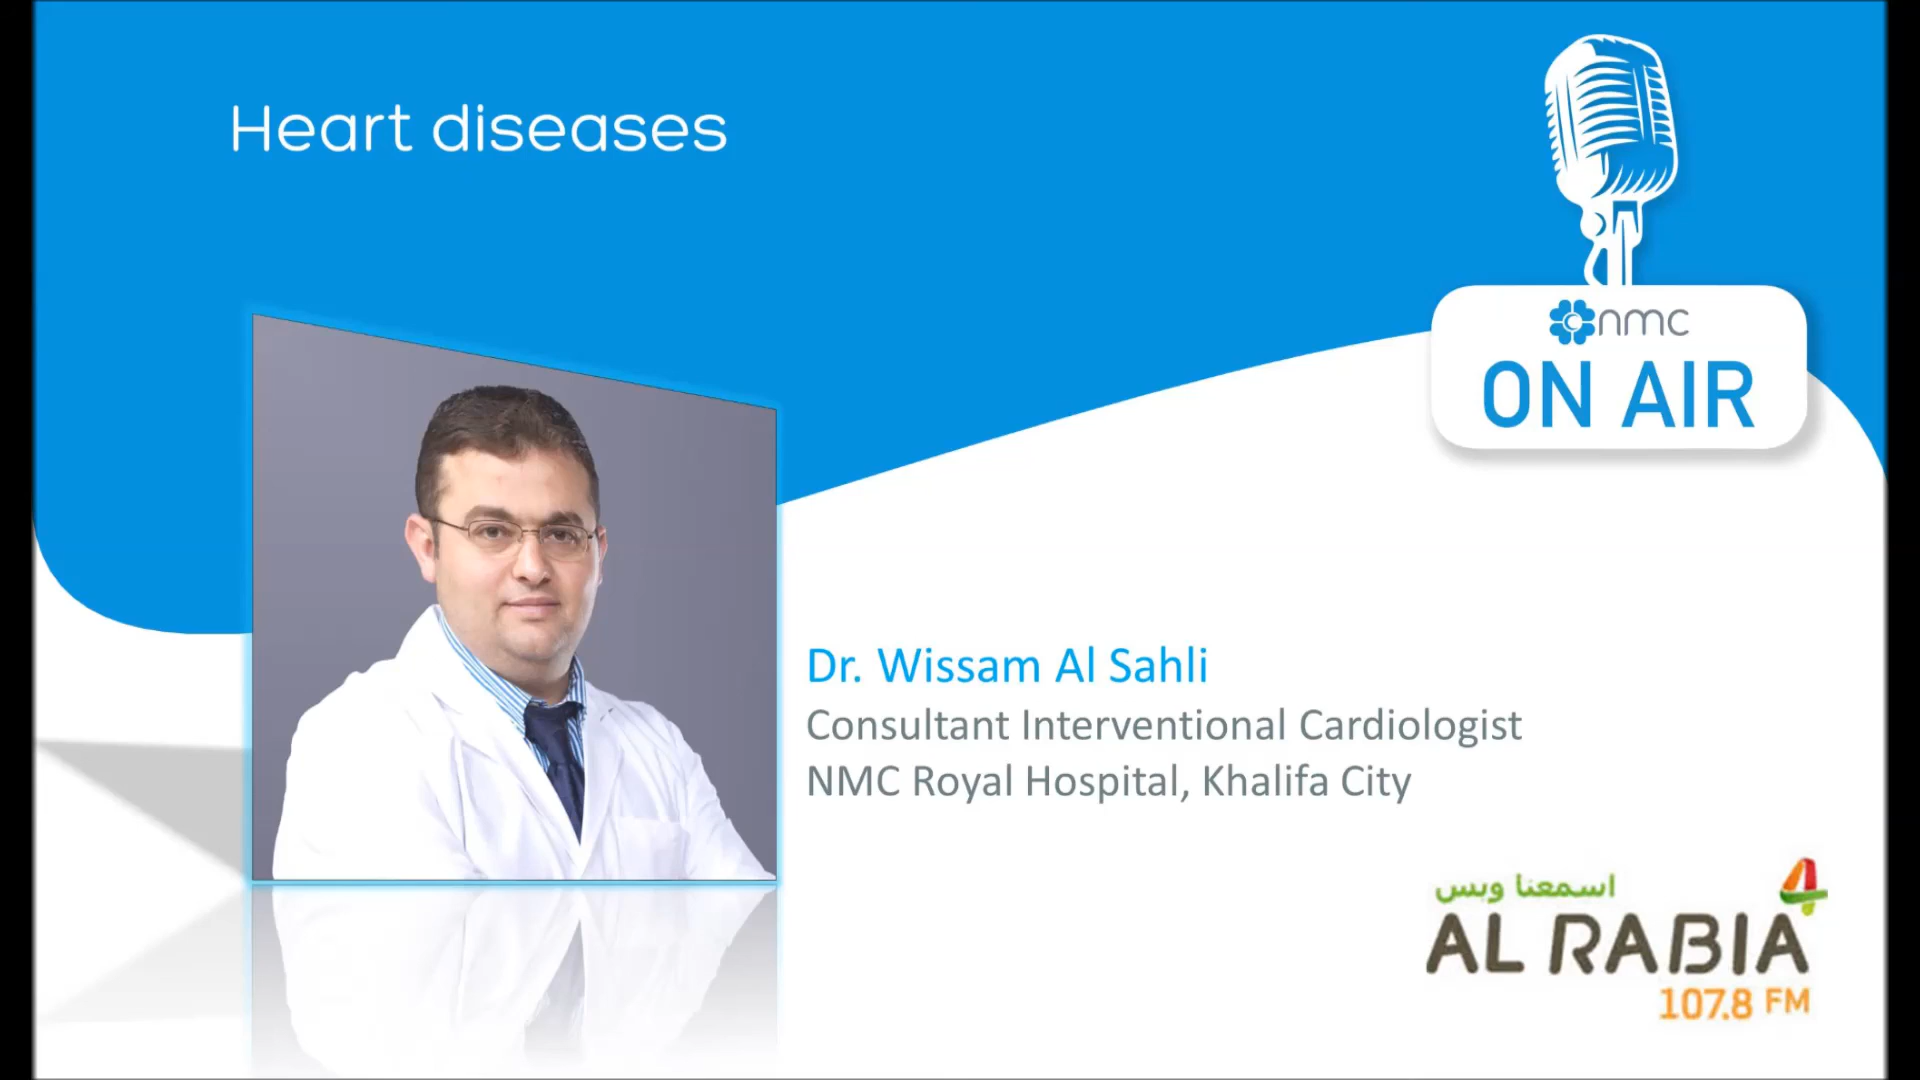 Heart diseases
nmc
ON AIR
Dr. Wissam Al Sahli
Consultant Interventional Cardiologist
NMC Royal Hospital, Khalifa City
اسمعنا وبس
AL RABIA
107.8 FM